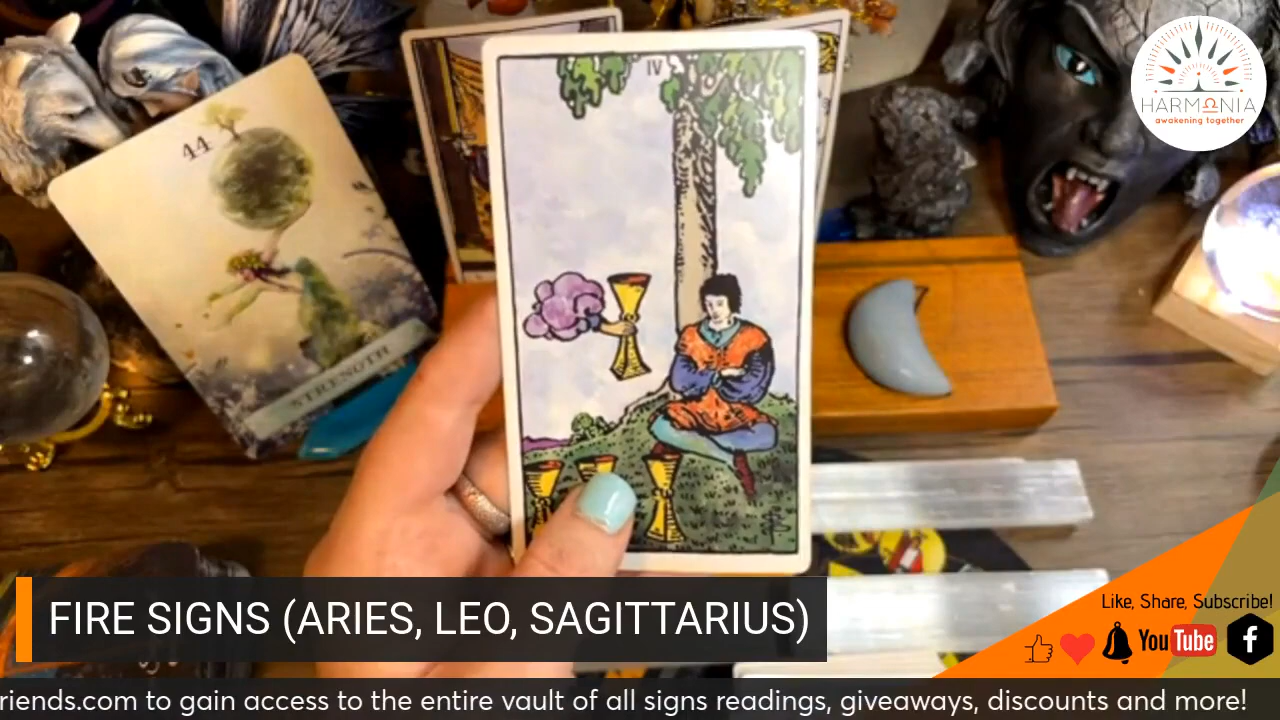 44
STRENGTH
IV
HARMΩNIA
awakening together
FIRE SIGNS (ARIES, LEO, SAGITTARIUS)
Like, Share, Subscribe!
YouTube
f
riends.com to gain access to the entire vault of all signs readings, giveaways, discounts and more!